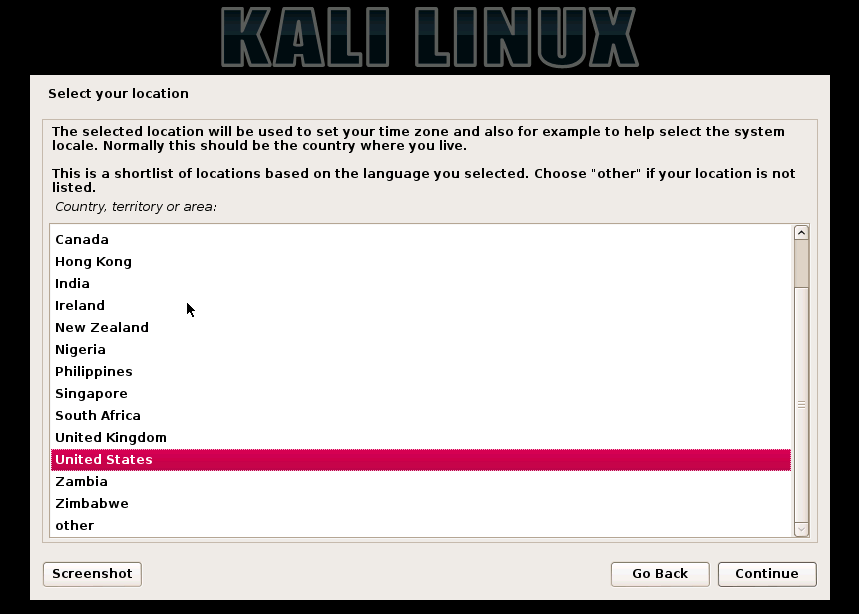 KALI LINUX
Select your location
The selected location will be used to set your time zone and also for example to help select the system
locale. Normally this should be the country where you live.
This is a shortlist of locations based on the language you selected. Choose "other" if your location is not
listed.
Country, territory or area:
Canada
Hong Kong
India
Ireland
New Zealand
Nigeria
Philippines
Singapore
South Africa
United Kingdom
United States
Zambia
Zimbabwe
other
Screenshot Go Back Continue